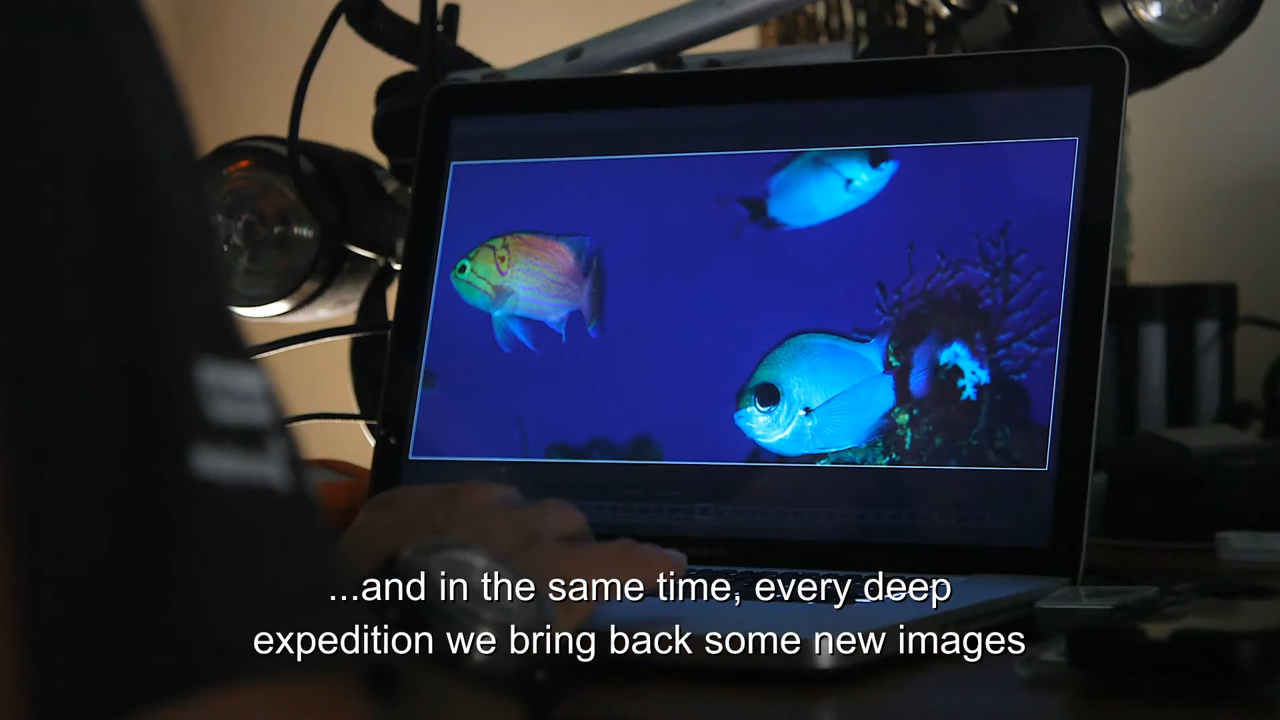 ...and in the same time, every deep
expedition we bring back some new images